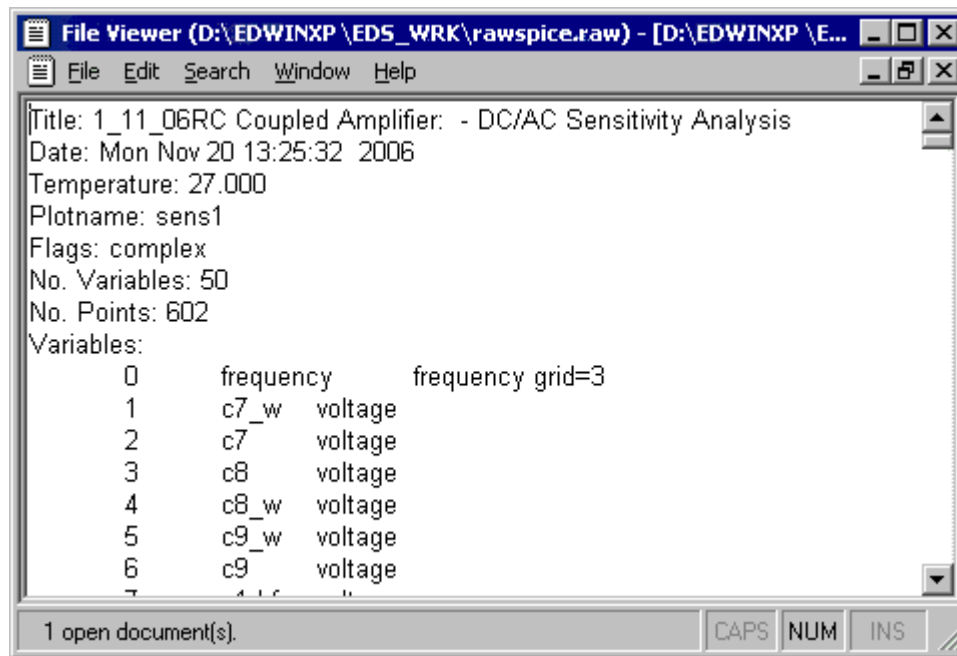 File Viewer (D:\EDWINXP \EDS_WRK\rawspice.raw) - [D:\EDWINXP \E...
File Edit Search Window Help
Title: 1_11_06RC Coupled Amplifier:  - DC/AC Sensitivity Analysis
Date: Mon Nov 20 13:25:32  2006
Temperature: 27.000
Plotname: sens1
Flags: complex
No. Variables: 50
No. Points: 602
Variables:
0 frequency frequency grid=3
1 c7_w voltage
2 c7 voltage
3 c8 voltage
4 c8_w voltage
5 c9_w voltage
6 c9 voltage
1 open document(s). CAPS NUM INS